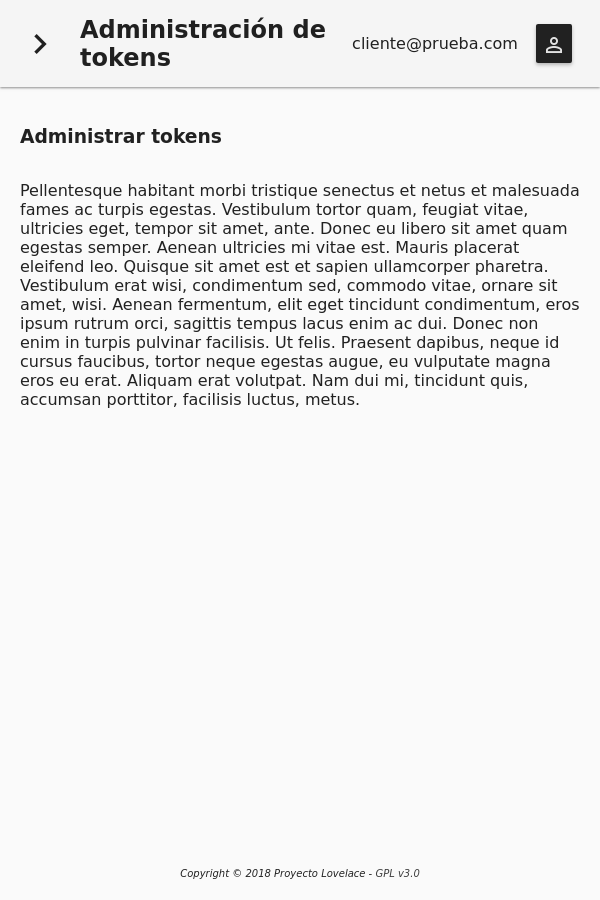 Administración de
tokens
cliente@prueba.com
Administrar tokens
Pellentesque habitant morbi tristique senectus et netus et malesuada
fames ac turpis egestas. Vestibulum tortor quam, feugiat vitae,
ultricies eget, tempor sit amet, ante. Donec eu libero sit amet quam
egestas semper. Aenean ultricies mi vitae est. Mauris placerat
eleifend leo. Quisque sit amet est et sapien ullamcorper pharetra.
Vestibulum erat wisi, condimentum sed, commodo vitae, ornare sit
amet, wisi. Aenean fermentum, elit eget tincidunt condimentum, eros
ipsum rutrum orci, sagittis tempus lacus enim ac dui. Donec non
enim in turpis pulvinar facilisis. Ut felis. Praesent dapibus, neque id
cursus faucibus, tortor neque egestas augue, eu vulputate magna
eros eu erat. Aliquam erat volutpat. Nam dui mi, tincidunt quis,
accumsan porttitor, facilisis luctus, metus.
Copyright © 2018 Proyecto Lovelace - GPL v3.0